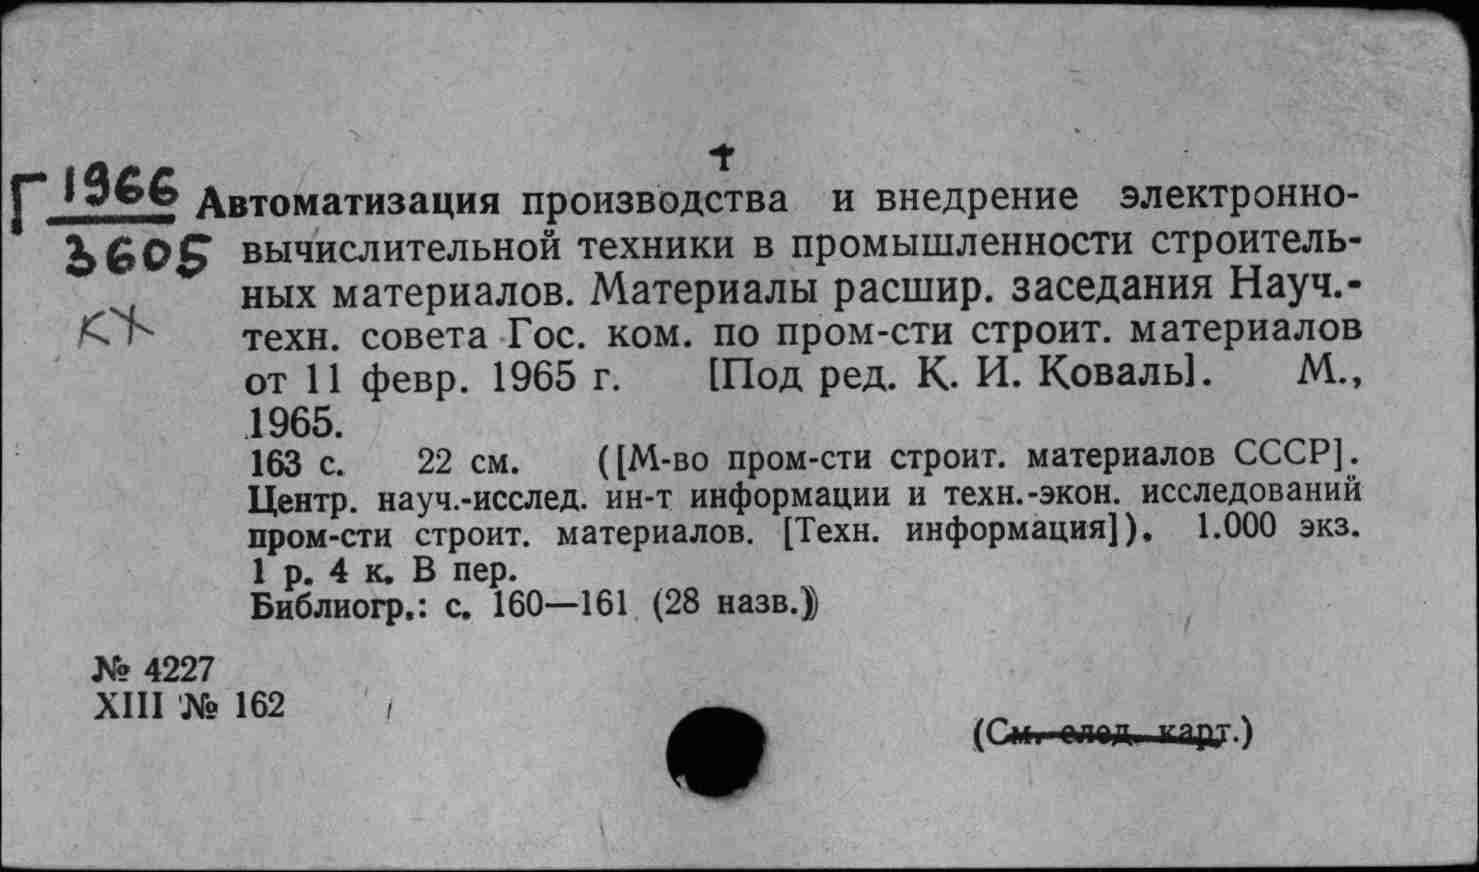 Г 1966
3605
КХ
Автоматизация производства и внедрение электронно-
вычислительной техники в промышленности строитель-
ных материалов. Материалы расшир. заседания Науч.-
техн. совета Гос. ком. по пром-сти строит. материалов
от 11 февр. 1965 г. [Под ред. К. И. Коваль]. М.,
1965.
163 с. 22 см. ([М-во пром-сти строит. материалов СССР].
Центр. науч.-исслед. ин-т информации и техн.-экон. исследований
пром-сти строит. материалов. [Техн. информация]). 1.000 экз.
1 р. 4 к. В пер.
Библиогр.: с. 160—161 (28 назв.)
№ 4227
XIII № 162
(См. след. карт.)